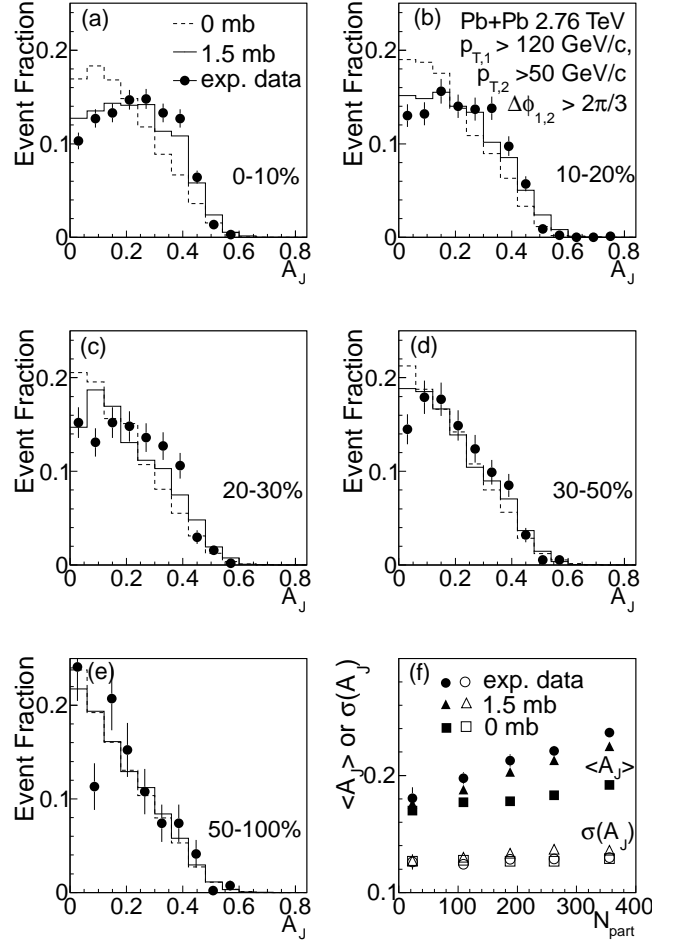 (a)
0 mb
1.5 mb
exp. data
0-10%
Event Fraction
0.2
0.1
0
0 0.2 0.4 0.6 0.8
A_J
(b)
Pb+Pb 2.76 TeV
p_{T,1} > 120 GeV/c,
p_{T,2} >50 GeV/c
Δϕ_{1,2} > 2π/3
10-20%
Event Fraction
0.2
0.1
0
0 0.2 0.4 0.6 0.8
A_J
(c)
20-30%
Event Fraction
0.2
0.1
0
0 0.2 0.4 0.6 0.8
A_J
(d)
30-50%
Event Fraction
0.2
0.1
0
0 0.2 0.4 0.6 0.8
A_J
(e)
50-100%
Event Fraction
0.2
0.1
0
0 0.2 0.4 0.6 0.8
A_J
(f)
exp. data
1.5 mb
0 mb
<A_J>
σ(A_J)
<A_J> or σ(A_J)
0.2
0.1
0 100 200 300 400
N_part